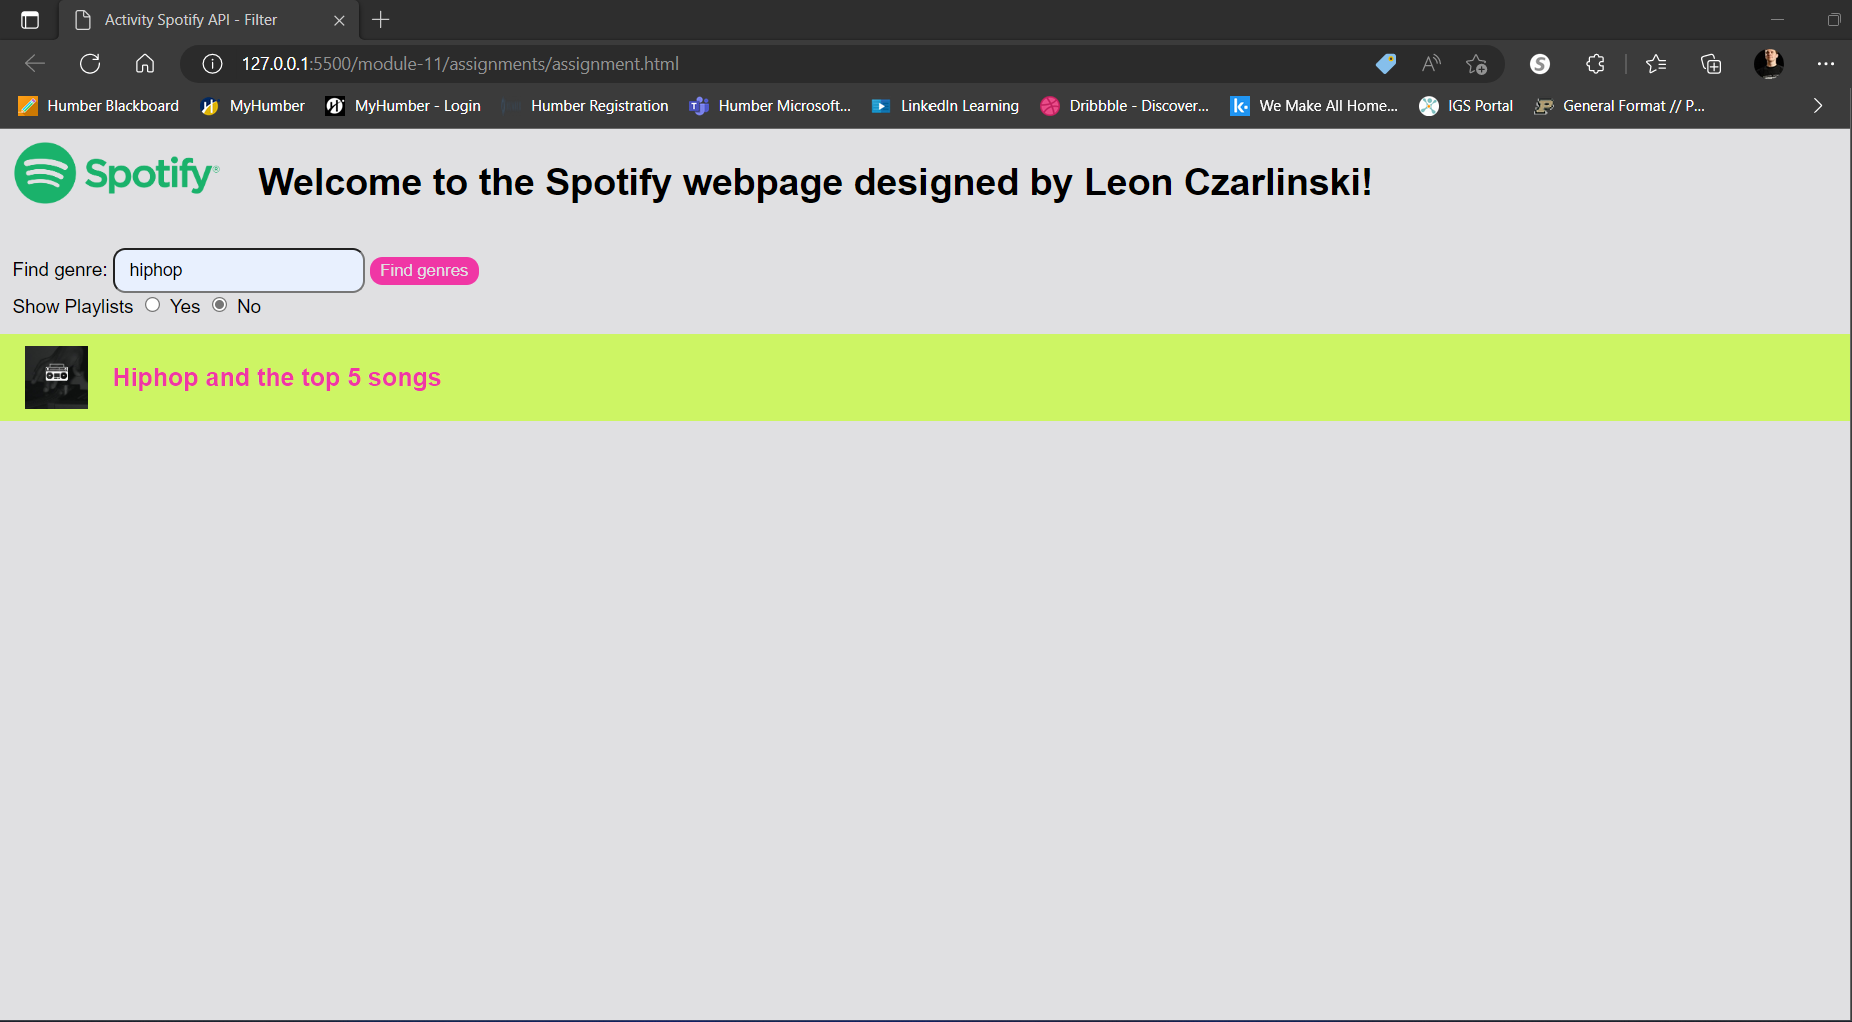 Activity Spotify API - Filter
127.0.0.1:5500/module-11/assignments/assignment.html
Humber Blackboard MyHumber MyHumber - Login Humber Registration Humber Microsoft... LinkedIn Learning Dribbble - Discover... We Make All Home... IGS Portal General Format // P...
Spotify®
Welcome to the Spotify webpage designed by Leon Czarlinski!
Find genre: hiphop Find genres
Show Playlists Yes No
Hiphop and the top 5 songs